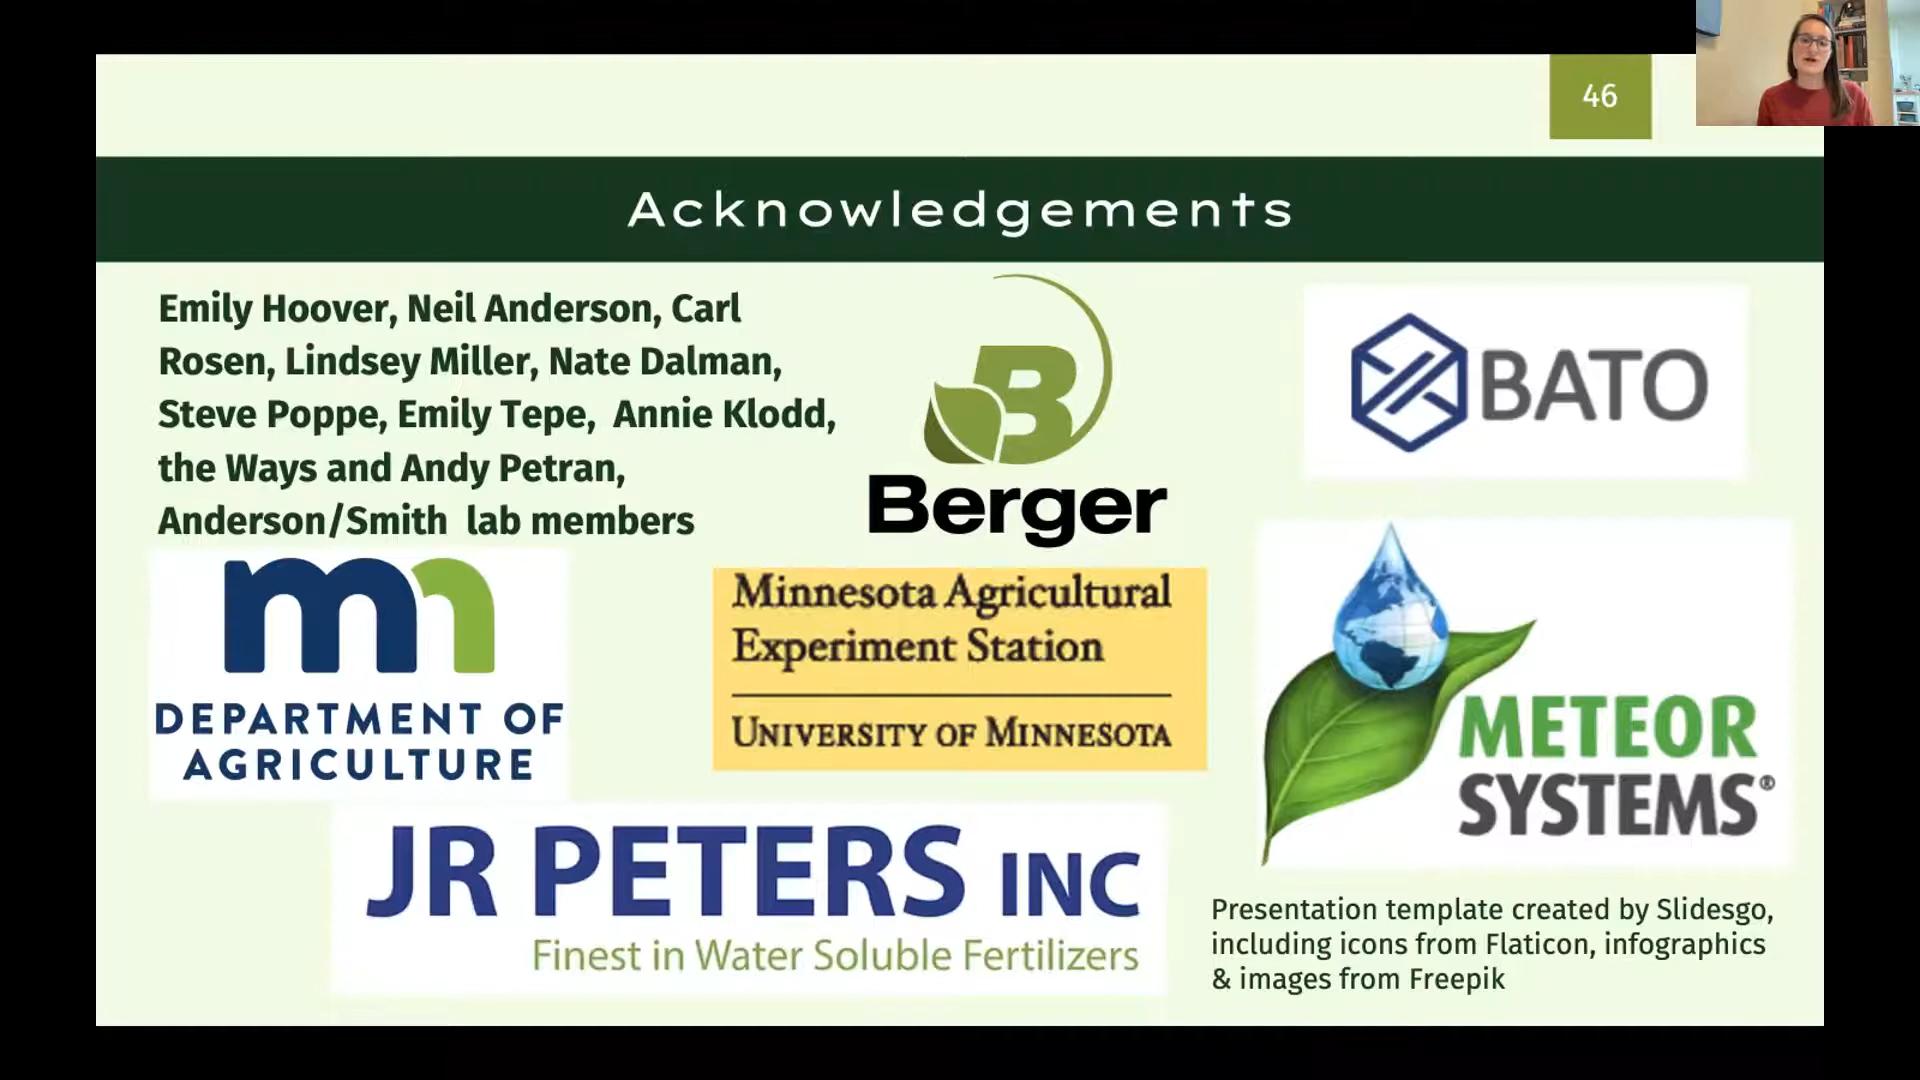 46
Acknowledgements
Emily Hoover, Neil Anderson, Carl
Rosen, Lindsey Miller, Nate Dalman,
Steve Poppe, Emily Tepe, Annie Klodd,
the Ways and Andy Petran,
Anderson/Smith lab members
B
Berger
BATO
mn
DEPARTMENT OF
AGRICULTURE
Minnesota Agricultural
Experiment Station
UNIVERSITY OF MINNESOTA
METEOR
SYSTEMS®
JR PETERS INC
Finest in Water Soluble Fertilizers
Presentation template created by Slidesgo,
including icons from Flaticon, infographics
& images from Freepik